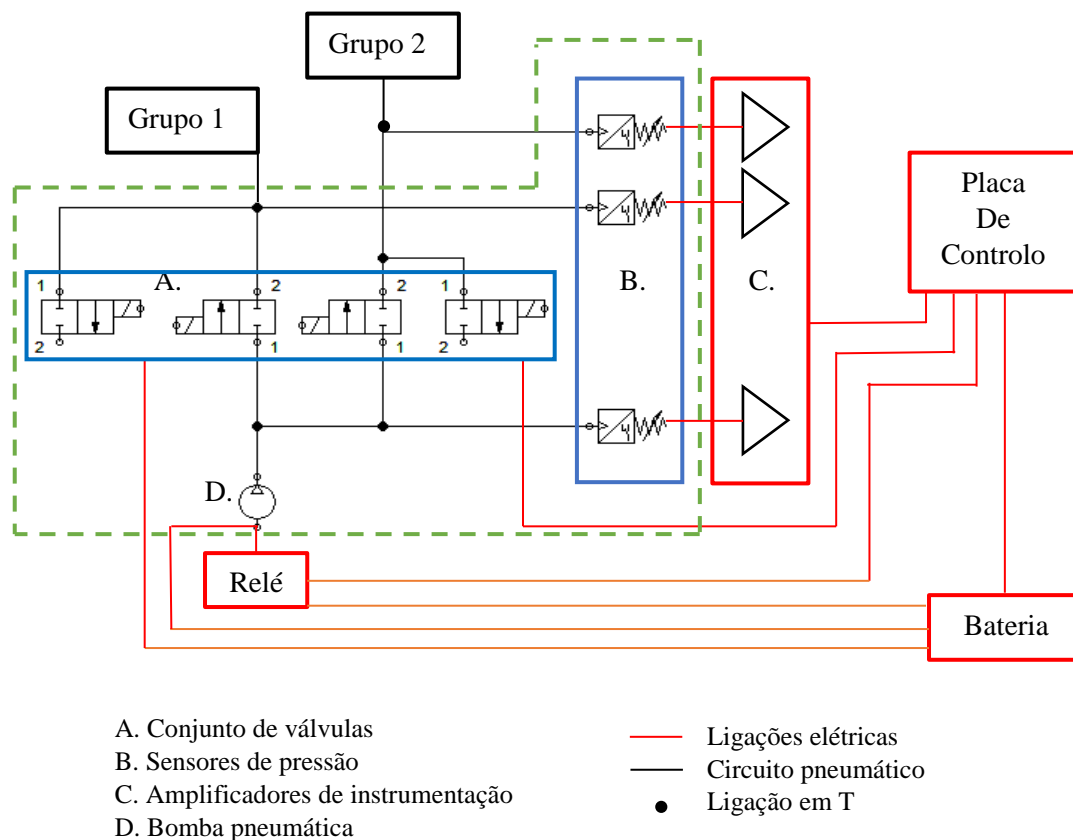 Grupo 2
Grupo 1
Placa
De
Controlo
A.
B.
C.
1
2
2
1
2
1
1
2
D.
Relé
Bateria
A. Conjunto de válvulas
B. Sensores de pressão
C. Amplificadores de instrumentação
D. Bomba pneumática
Ligações elétricas
Circuito pneumático
Ligação em T